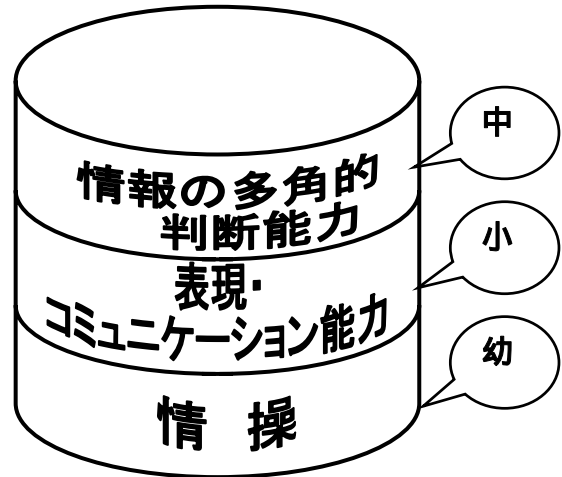 中
情報の多角的
判断能力
小
表現・
コミュニケーション能力
幼
情 操